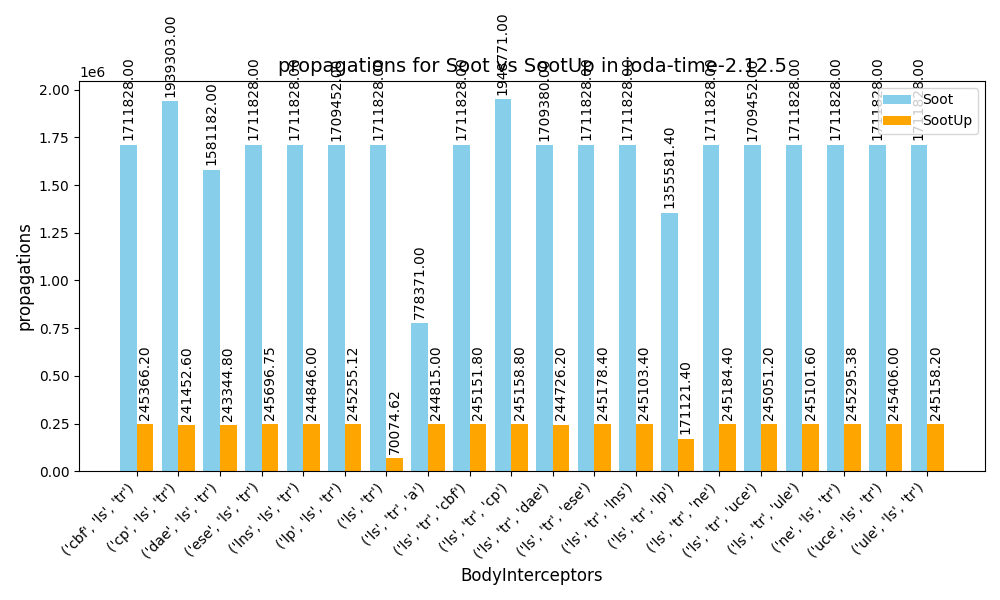 propagations for Soot vs SootUp in joda-time-2.12.5
1e6
2.00
1.75
1.50
1.25
1.00
0.75
0.50
0.25
0.00
propagations
Soot
SootUp
1711828.00
1939303.00
1581182.00
1711828.00
1711828.00
1709452.00
1711828.00
778371.00
1711828.00
1709380.00
1711828.00
1711828.00
1355581.40
1711828.00
1709452.00
1711828.00
1711828.00
1711828.00
1711828.00
245366.20
241452.60
243344.80
245696.75
244846.00
245255.12
70074.62
244815.00
245151.80
245158.80
244726.20
245178.40
245103.40
171121.40
245184.40
245051.20
245101.60
245295.38
245406.00
245158.20
('cbf', 'ls', 'tr')
('cp', 'ls', 'tr')
('dae', 'ls', 'tr')
('ese', 'ls', 'tr')
('lns', 'ls', 'tr')
('lp', 'ls', 'tr')
('ls', 'tr')
('ls', 'tr', 'a')
('ls', 'tr', 'cbf')
('ls', 'tr', 'cp')
('ls', 'tr', 'dae')
('ls', 'tr', 'ese')
('ls', 'tr', 'lns')
('ls', 'tr', 'lp')
('ls', 'tr', 'ne')
('ls', 'tr', 'uce')
('ls', 'tr', 'ule')
('ne', 'ls', 'tr')
('uce', 'ls', 'tr')
('ule', 'ls', 'tr')
BodyInterceptors